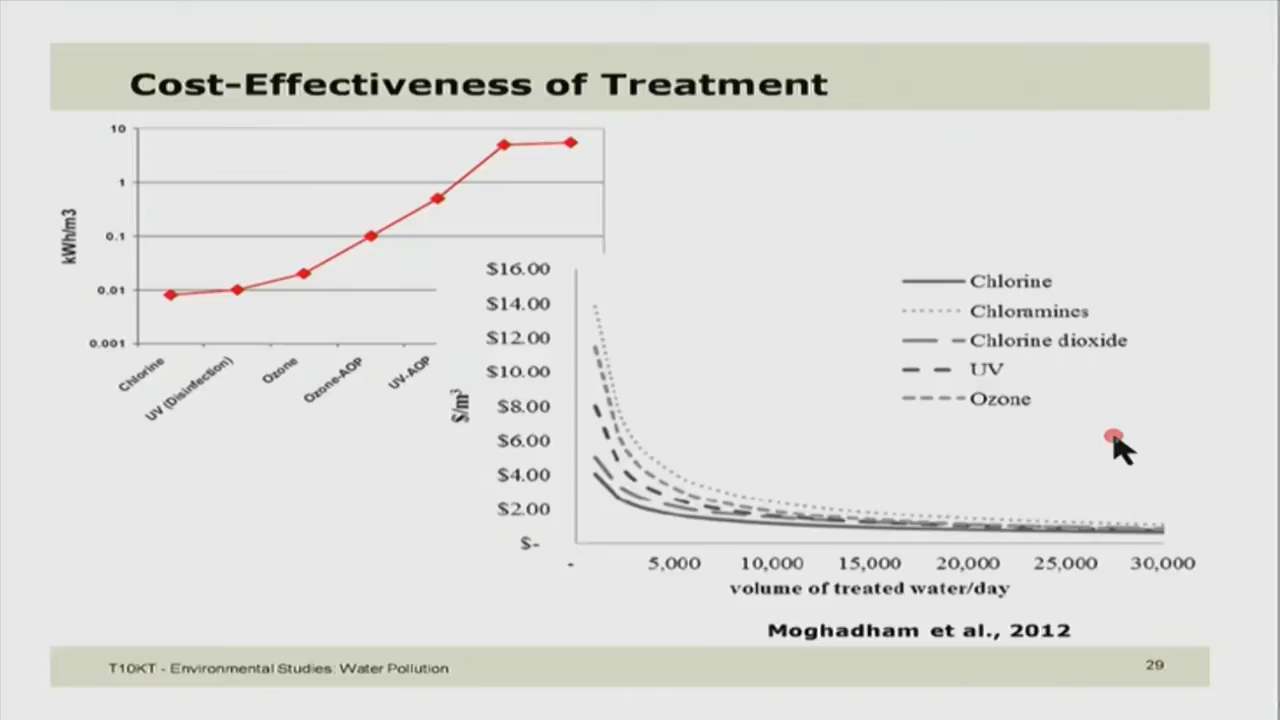 Cost-Effectiveness of Treatment
10
1
0.1
0.01
0.001
kWh/m3
Chlorine
UV (Disinfection)
Ozone
Ozone-AOP
UV-AOP
$16.00
$14.00
$12.00
$10.00
$8.00
$6.00
$4.00
$2.00
$-
$/m³
-
5,000
10,000
15,000
20,000
25,000
30,000
volume of treated water/day
Chlorine
Chloramines
Chlorine dioxide
UV
Ozone
Moghadham et al., 2012
T10KT - Environmental Studies: Water Pollution
29